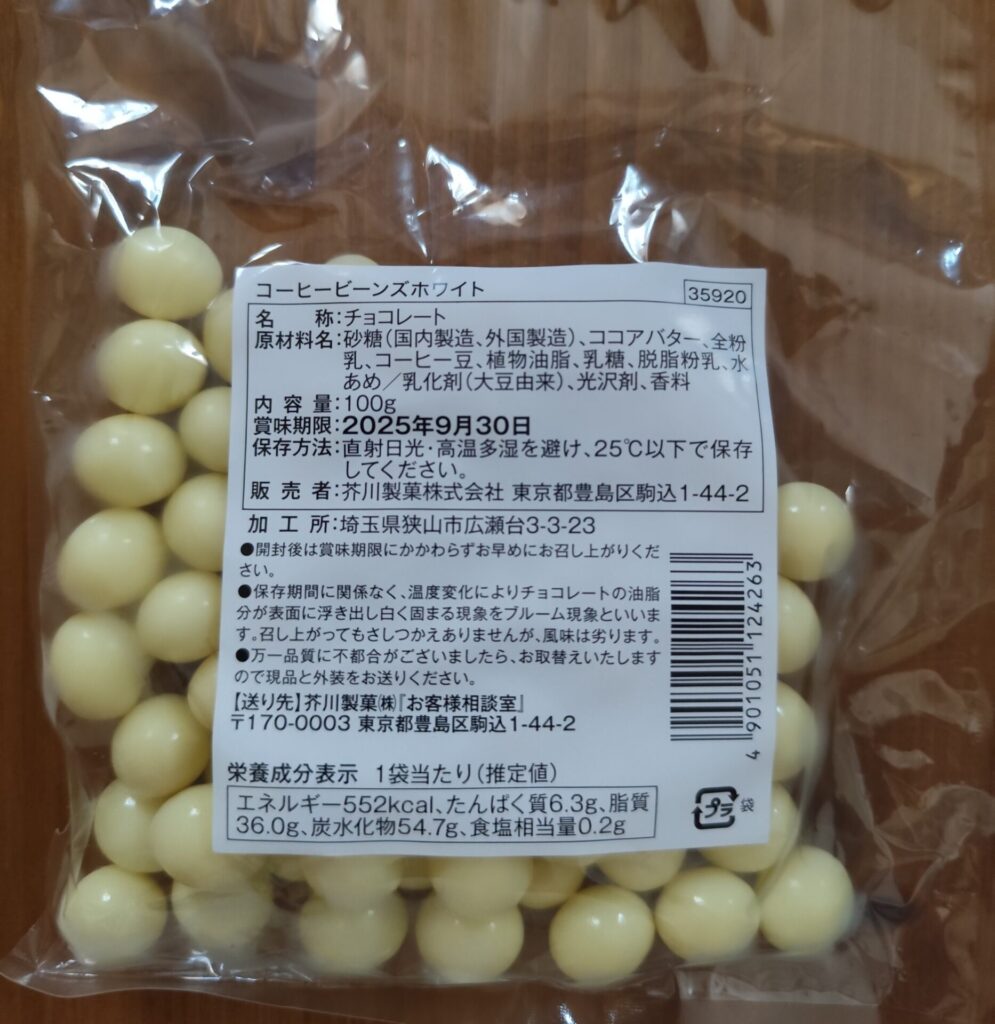 コーヒービーンズホワイト
35920
名 称:チョコレート
原材料名:砂糖(国内製造、外国製造)、ココアバター、全粉
乳、コーヒー豆、植物油脂、乳糖、脱脂粉乳、水
あめ/乳化剤(大豆由来)、光沢剤、香料
内容量:100g
賞味期限:2025年9月30日
保存方法:直射日光・高温多湿を避け、25℃以下で保存
してください。
販売者:芥川製菓株式会社 東京都豊島区駒込1-44-2
加工所:埼玉県狭山市広瀬台3-3-23
●開封後は賞味期限にかかわらずお早めにお召し上がりくだ
さい。
●保存期間に関係なく、温度変化によりチョコレートの油脂
分が表面に浮き出し白く固まる現象をブルーム現象といいま
す。召し上がってもさしつかえありませんが、風味は劣ります。
●万一品質に不都合がございましたら、お取替えいたします
ので現品と外装をお送りください。
【送り先】芥川製菓㈱『お客様相談室』
〒170-0003 東京都豊島区駒込1-44-2
4901051124263
栄養成分表示 1袋当たり(推定値)
エネルギー552kcal、たんぱく質6.3g、脂質
36.0g、炭水化物54.7g、食塩相当量0.2g
プラ 袋